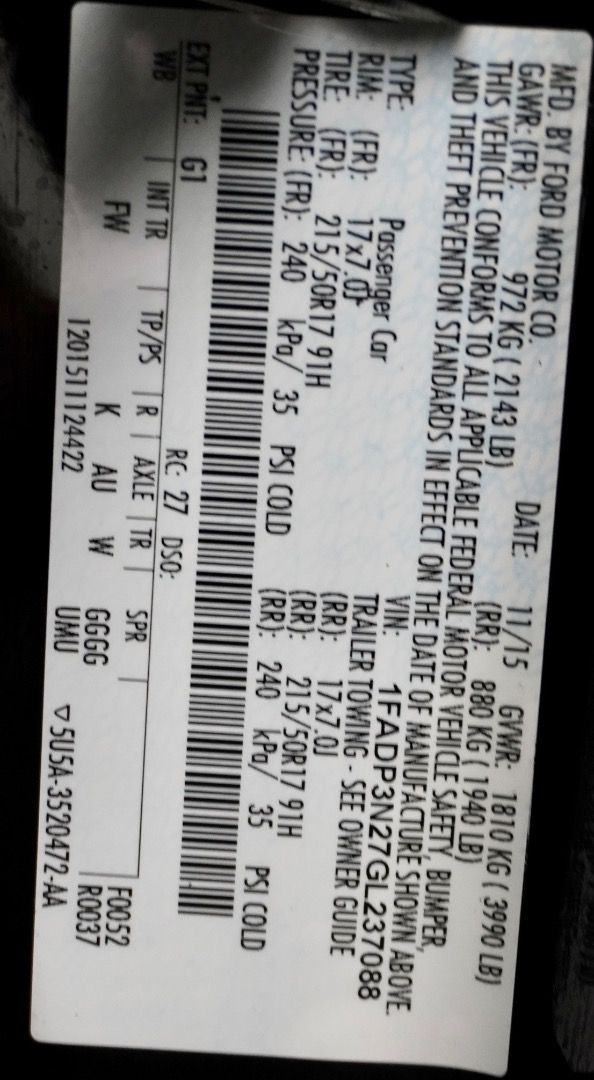 MFD. BY FORD MOTOR CO.
DATE: 11/15 GVWR: 1810 KG ( 3990 LB)
GAWR: (FR): 972 KG ( 2143 LB) (RR): 880 KG ( 1940 LB)
THIS VEHICLE CONFORMS TO ALL APPLICABLE FEDERAL MOTOR VEHICLE SAFETY, BUMPER,
AND THEFT PREVENTION STANDARDS IN EFFECT ON THE DATE OF MANUFACTURE SHOWN ABOVE.
VIN: 1FADP3N27GL237088
TYPE: Passenger Car TRAILER TOWING - SEE OWNER GUIDE
RIM: (FR): 17x7.0J (RR): 17x7.0J
TIRE: (FR): 215/50R17 91H (RR): 215/50R17 91H
PRESSURE: (FR): 240 kPa/ 35 PSI COLD (RR): 240 kPa/ 35 PSI COLD
EXT PNT: G1 RC: 27 DSO: F0052
WB | INT TR | TP/PS | R | AXLE | TR | SPR | R0037
FW K AU W GGGG
1201511124422 UMU ▽5U5A-3520472-AA